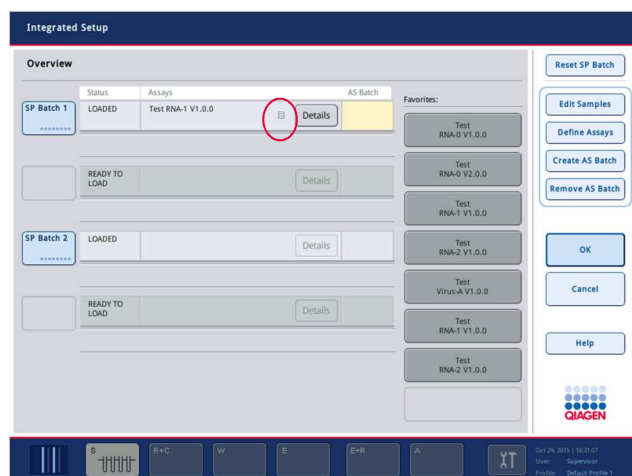 Integrated Setup
Overview
Status Assays AS Batch
SP Batch 1 LOADED Test RNA-1 V1.0.0 Details
READY TO
LOAD Details
SP Batch 2 LOADED Details
READY TO
LOAD Details
Favorites:
Test
RNA-0 V1.0.0
Test
RNA-0 V2.0.0
Test
RNA-1 V1.0.0
Test
RNA-2 V1.0.0
Test
Virus-A V1.0.0
Test
RNA-1 V1.0.0
Test
RNA-2 V1.0.0
Reset SP Batch
Edit Samples
Define Assays
Create AS Batch
Remove AS Batch
OK
Cancel
Help
QIAGEN
S R+C W E E+R A
Oct 29, 2015 | 16:31:07
User: Supervisor
Profile: Default Profile 1